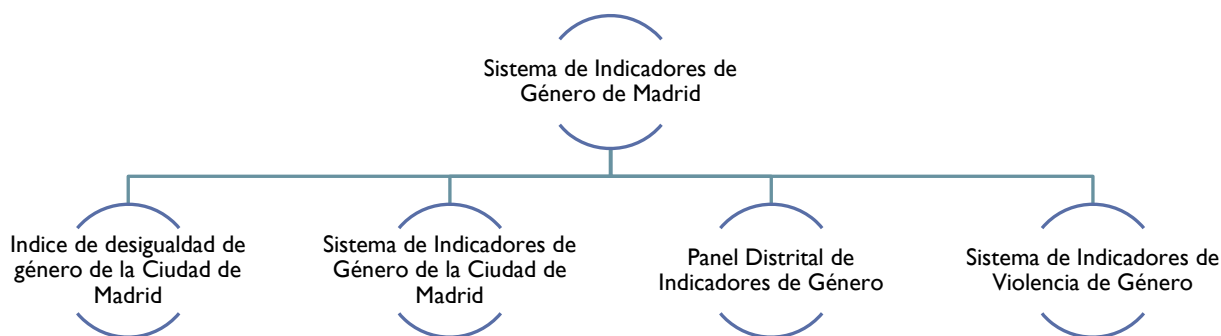 Sistema de Indicadores de
Género de Madrid
Indice de desigualdad de
género de la Ciudad de
Madrid
Sistema de Indicadores de
Género de la Ciudad de
Madrid
Panel Distrital de
Indicadores de Género
Sistema de Indicadores de
Violencia de Género